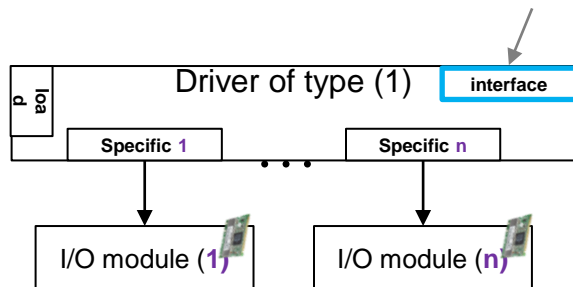 Driver of type (1)
interface
loa
d
Specific 1
Specific n
• • •
I/O module (1)
I/O module (n)